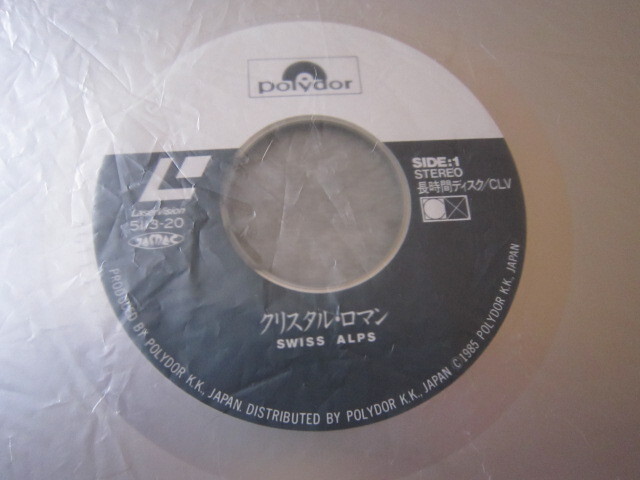 polydor
SIDE:1
STEREO
長時間ディスク/CLV
LaserVision
クリスタル・ロマン
SWISS ALPS
PRODUCED BY POLYDOR K.K., JAPAN. DISTRIBUTED BY POLYDOR K.K., JAPAN ©1985 POLYDOR K.K., JAPAN